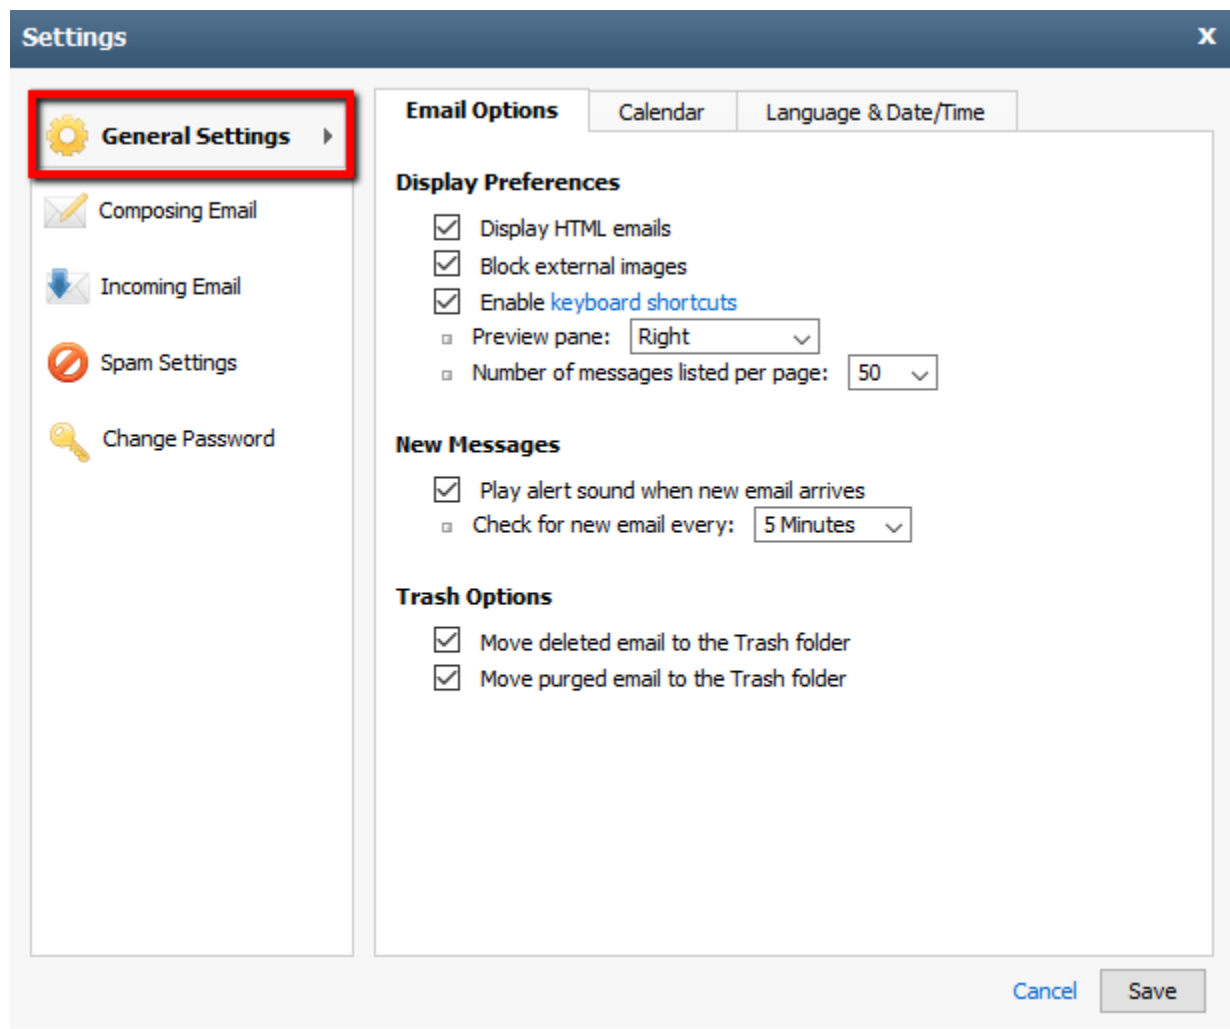 Settings
x
General Settings
Composing Email
Incoming Email
Spam Settings
Change Password
Email Options
Calendar
Language & Date/Time
Display Preferences
Display HTML emails
Block external images
Enable keyboard shortcuts
Preview pane: Right
Number of messages listed per page: 50
New Messages
Play alert sound when new email arrives
Check for new email every: 5 Minutes
Trash Options
Move deleted email to the Trash folder
Move purged email to the Trash folder
Cancel
Save